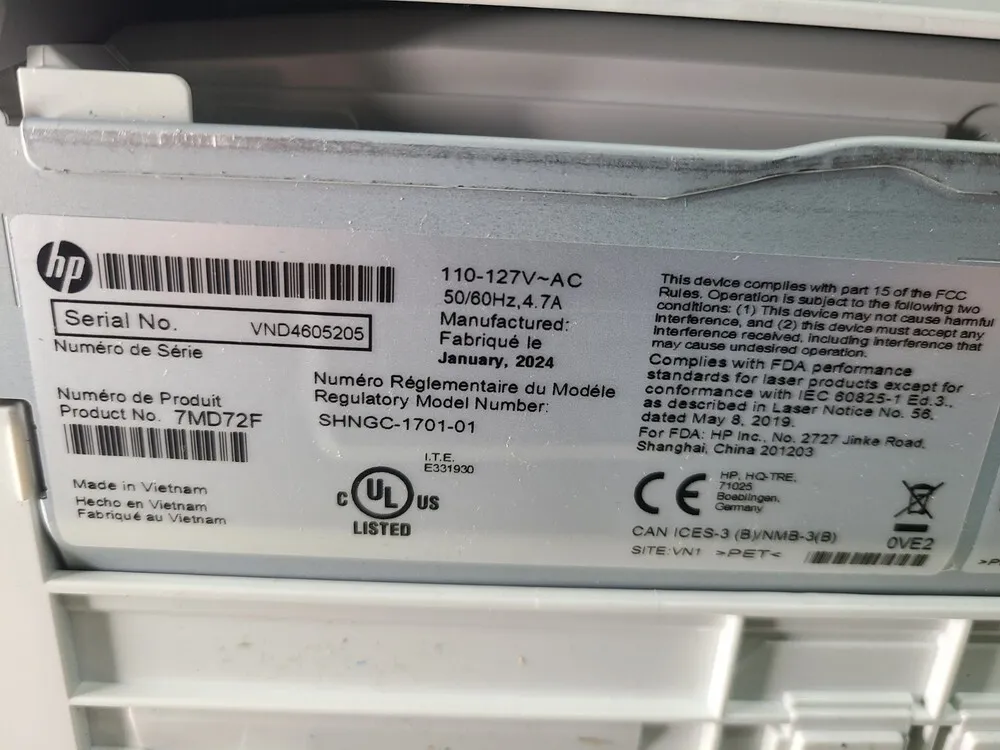 hp
Serial No. VND4605205
Numéro de Série
Numéro de Produit
Product No. 7MD72F
Made in Vietnam
Hecho en Vietnam
Fabriqué au Vietnam
110-127V~AC
50/60Hz,4.7A
Manufactured:
Fabriqué le
January, 2024
Numéro Réglementaire du Modéle
Regulatory Model Number:
SHNGC-1701-01
I.T.E.
E331930
C UL US
LISTED
This device complies with part 15 of the FCC
Rules. Operation is subject to the following two
conditions: (1) This device may not cause harmful
interference, and (2) this device must accept any
interference received, including interference that
may cause undesired operation.
Complies with FDA performance
standards for laser products except for
conformance with IEC 60825-1 Ed.3.,
as described in Laser Notice No. 56,
dated May 8, 2019.
For FDA: HP Inc., No. 2727 Jinke Road,
Shanghai, China 201203
CE
HP, HQ-TRE,
71025
Boeblingen,
Germany
CAN ICES-3 (B)/NMB-3(B)
0VE2
SITE:VN1 >PET<